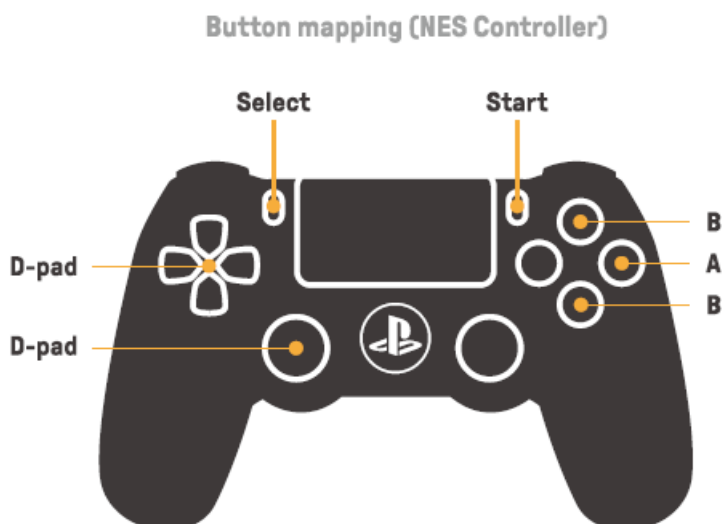 Button mapping (NES Controller)
Select
Start
B
D-pad
A
B
D-pad